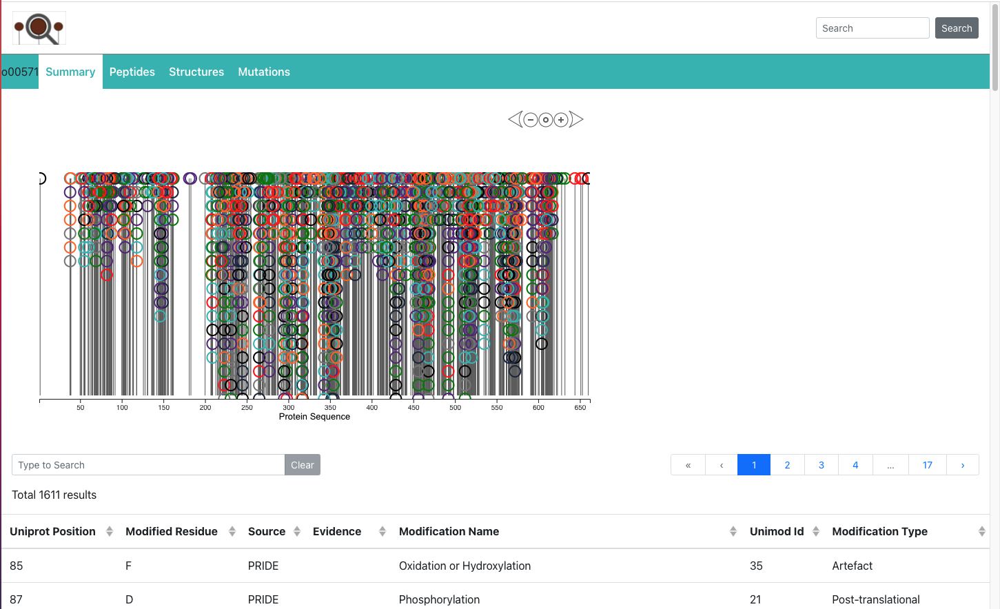 Search Search
o00571 Summary Peptides Structures Mutations
50 100 150 200 250 300 350 400 450 500 550 600 650
Protein Sequence
Type to Search Clear « ‹ 1 2 3 4 ... 17 ›
Total 1611 results
Uniprot Position Modified Residue Source Evidence Modification Name Unimod Id Modification Type
85 F PRIDE Oxidation or Hydroxylation 35 Artefact
87 D PRIDE Phosphorylation 21 Post-translational